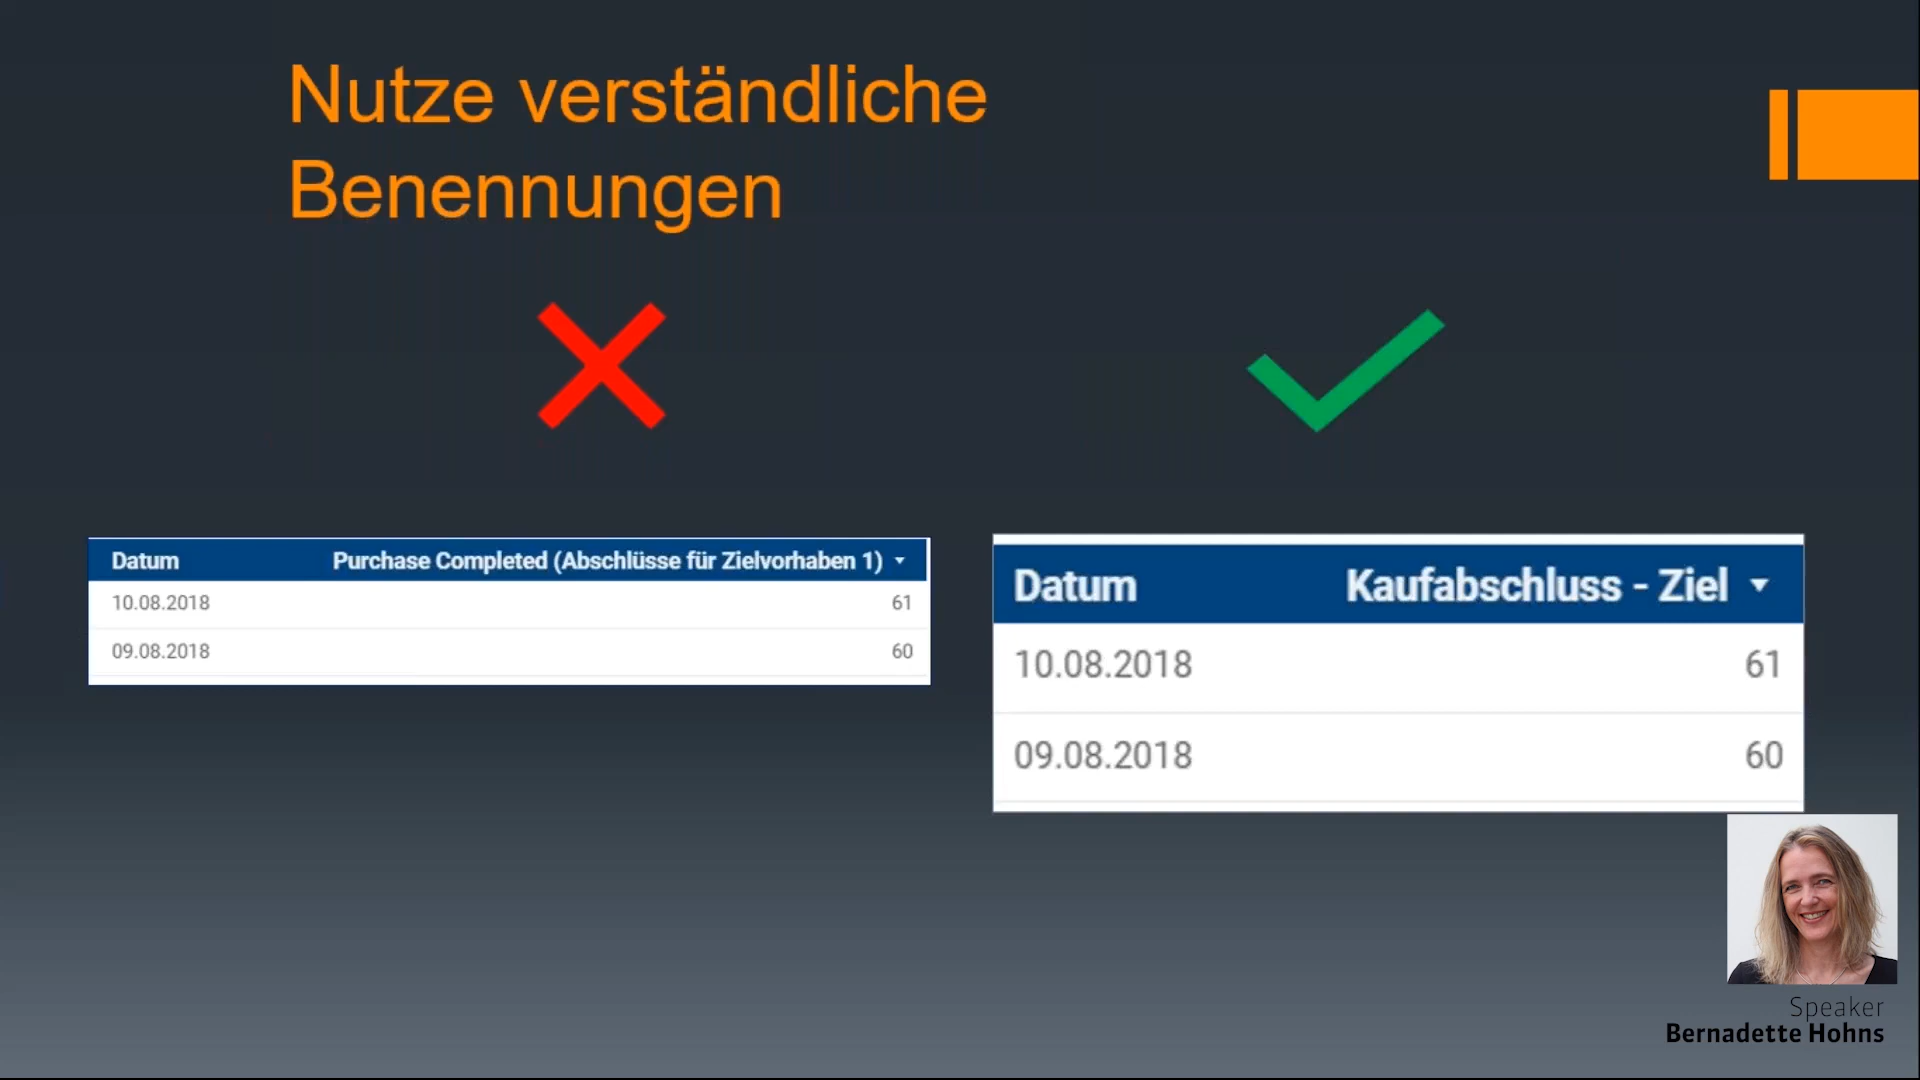 Nutze verständliche
Benennungen
Datum Purchase Completed (Abschlüsse für Zielvorhaben 1)
10.08.2018 61
09.08.2018 60
Datum Kaufabschluss - Ziel
10.08.2018 61
09.08.2018 60
Speaker
Bernadette Hohns